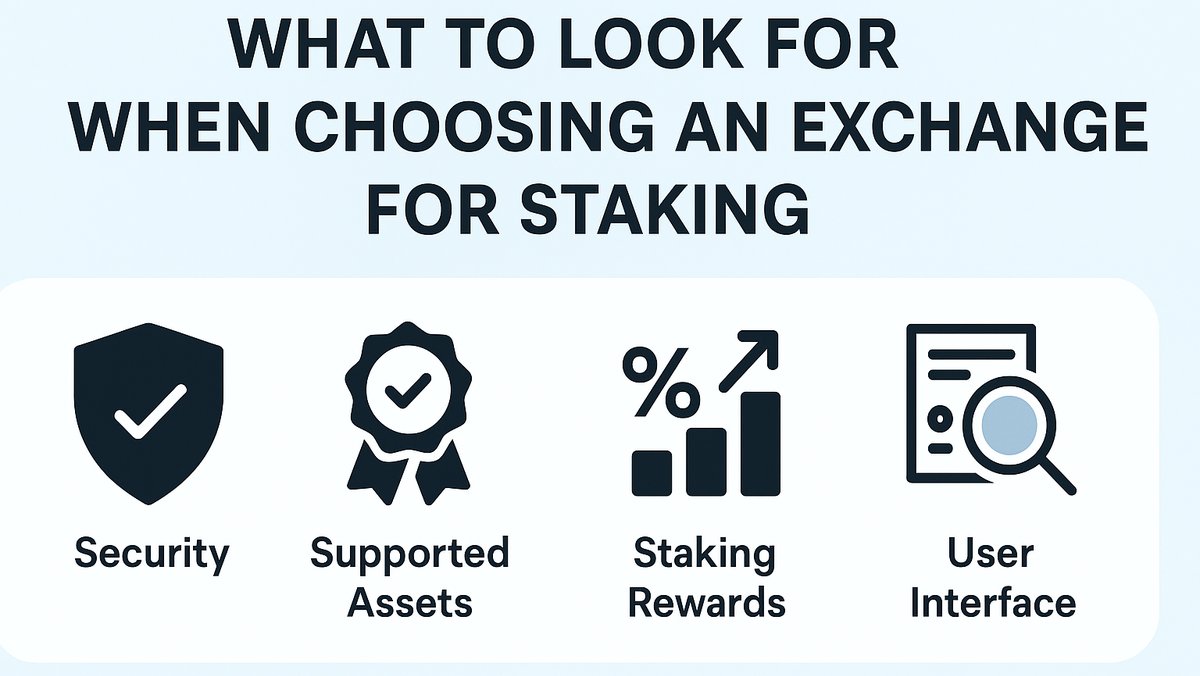 WHAT TO LOOK FOR
WHEN CHOOSING AN EXCHANGE
FOR STAKING
%
Security
Supported
Assets
Staking
Rewards
User
Interface